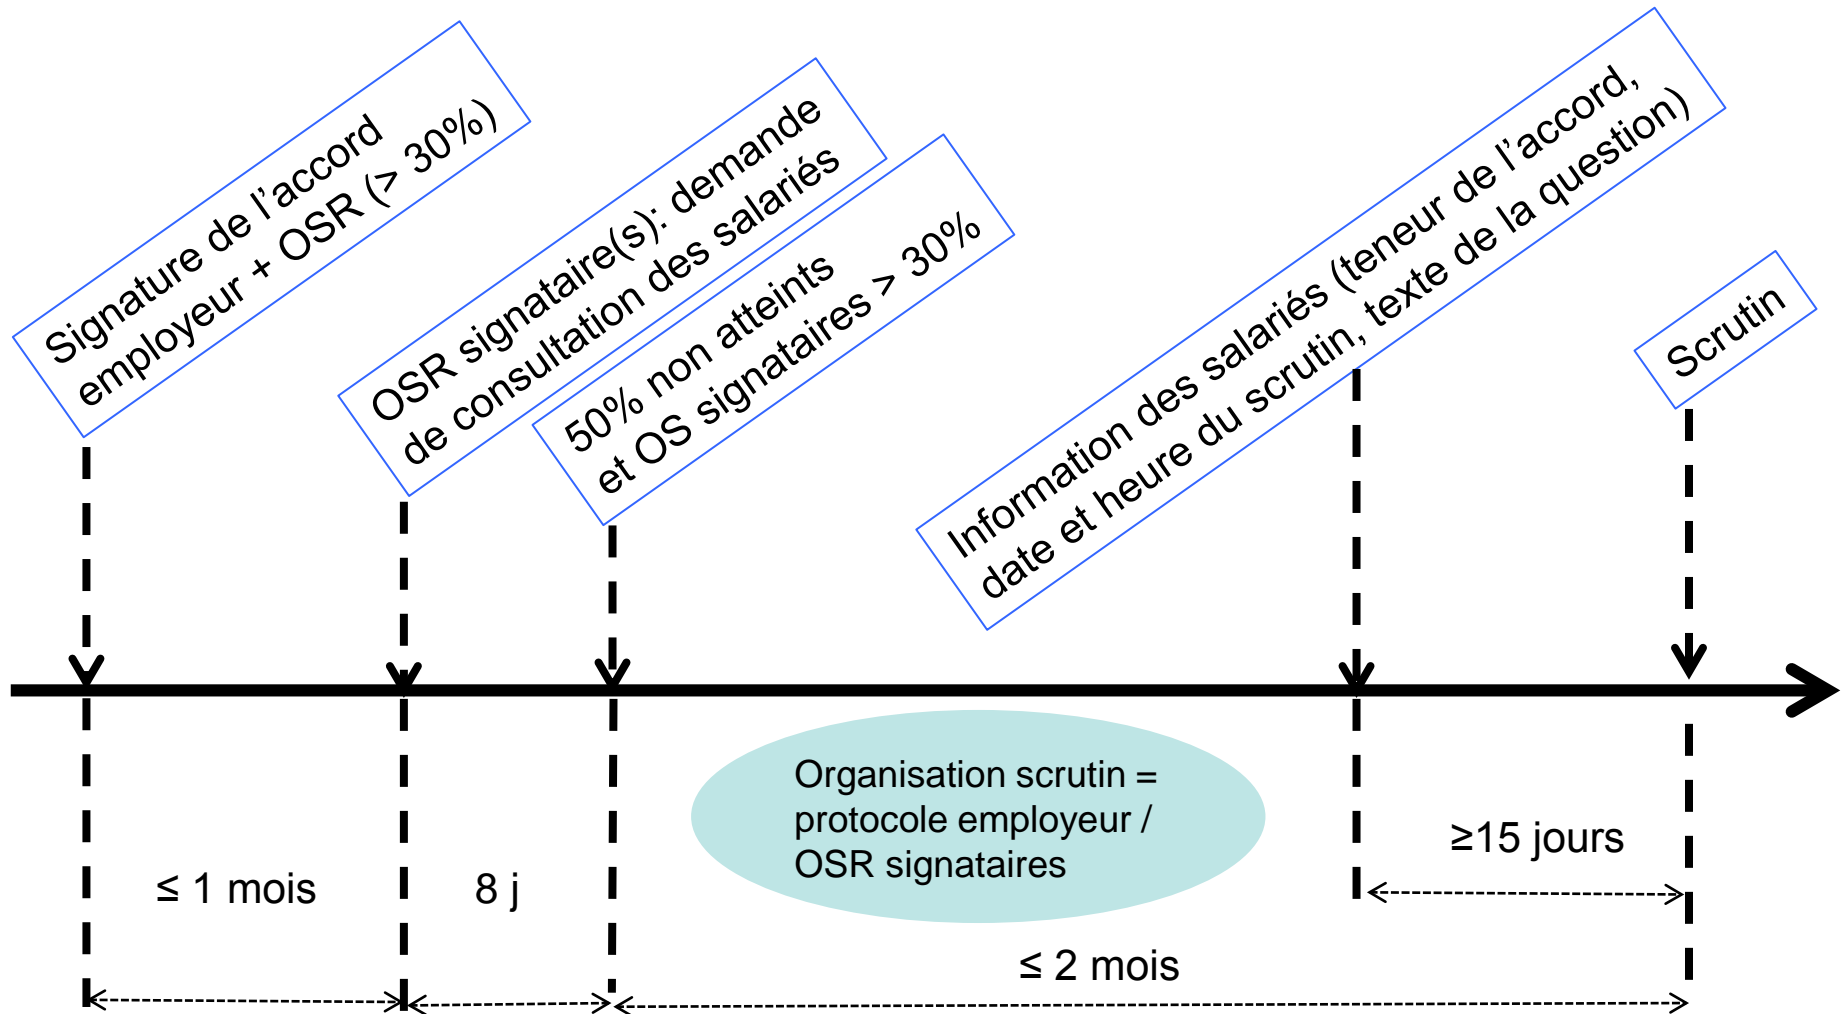 Signature de l’accord
employeur + OSR (> 30%)
OSR signataire(s): demande
de consultation des salariés
50% non atteints
et OS signataires > 30%
Information des salariés (teneur de l’accord,
date et heure du scrutin, texte de la question)
Scrutin
Organisation scrutin =
protocole employeur /
OSR signataires
≥15 jours
≤ 1 mois
8 j
≤ 2 mois